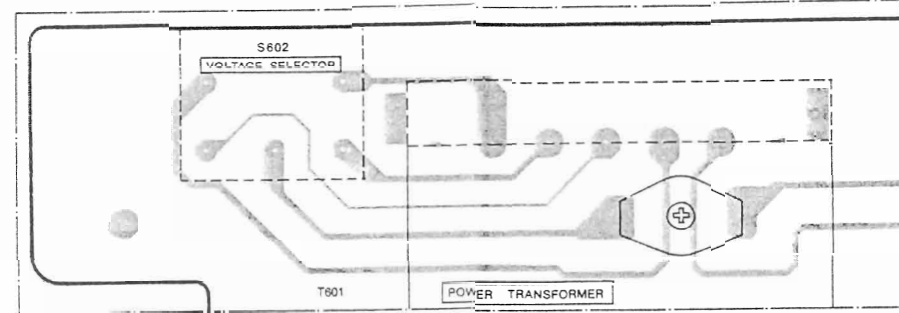 S602
VOLTAGE SELECTOR
T601
POWER TRANSFORMER